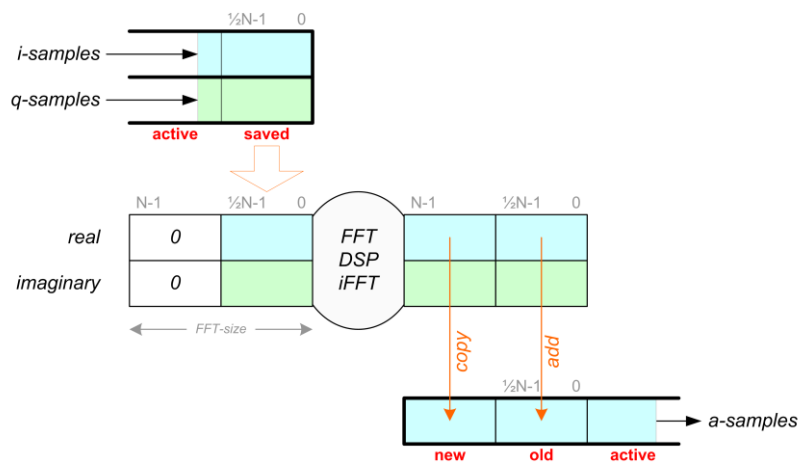 ½N-1 0
i-samples
q-samples
active saved
N-1 ½N-1 0 N-1 ½N-1 0
real 0 FFT
DSP
imaginary 0 iFFT
FFT-size
copy add
½N-1 0
a-samples
new old active